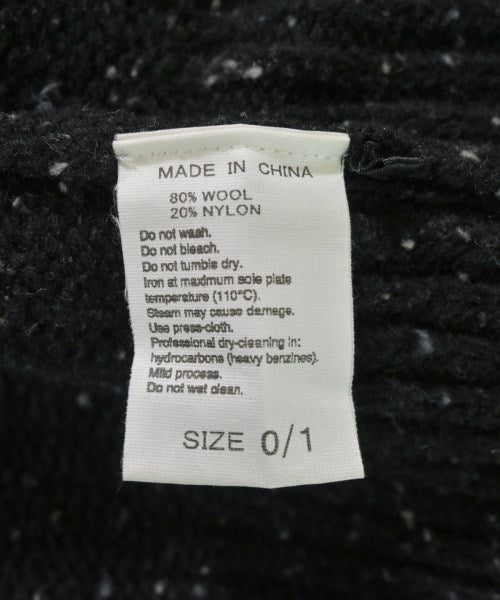 MADE IN CHINA
80% WOOL
20% NYLON
Do not wash.
Do not bleach.
Do not tumble dry.
Iron at maximum sole plate
temperature (110°C).
Steam may cause damage.
Use press-cloth.
Professional dry-cleaning in:
hydrocarbons (heavy benzines).
Mild process.
Do not wet clean.
SIZE 0/1